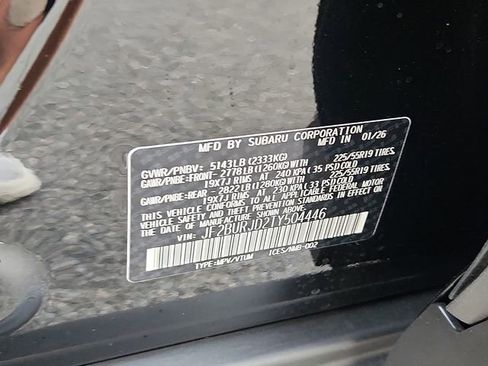 MFD BY SUBARU CORPORATION 01/26
GVWR/PNBV: 5143LB(2333KG)
GAWR/PNBE:FRONT-2778LB(1260KG)WITH 225/55R19 TIRES,
19X7J RIMS AT 240 KPA(35 PSI)COLD
GAWR/PNBE:REAR -2822LB(1280KG)WITH 225/55R19 TIRES,
19X7J RIMS AT 230 KPA(33 PSI)COLD
THIS VEHICLE CONFORMS TO ALL APPLICABLE FEDERAL MOTOR
VEHICLE SAFETY AND THEFT PREVENTION STANDARDS IN
EFFECT ON THE DATE OF MANUFACTURE SHOWN ABOVE.
VIN: JF2BURJD2TY504446
TYPE:MPV/VTUM ICES/NMB-002